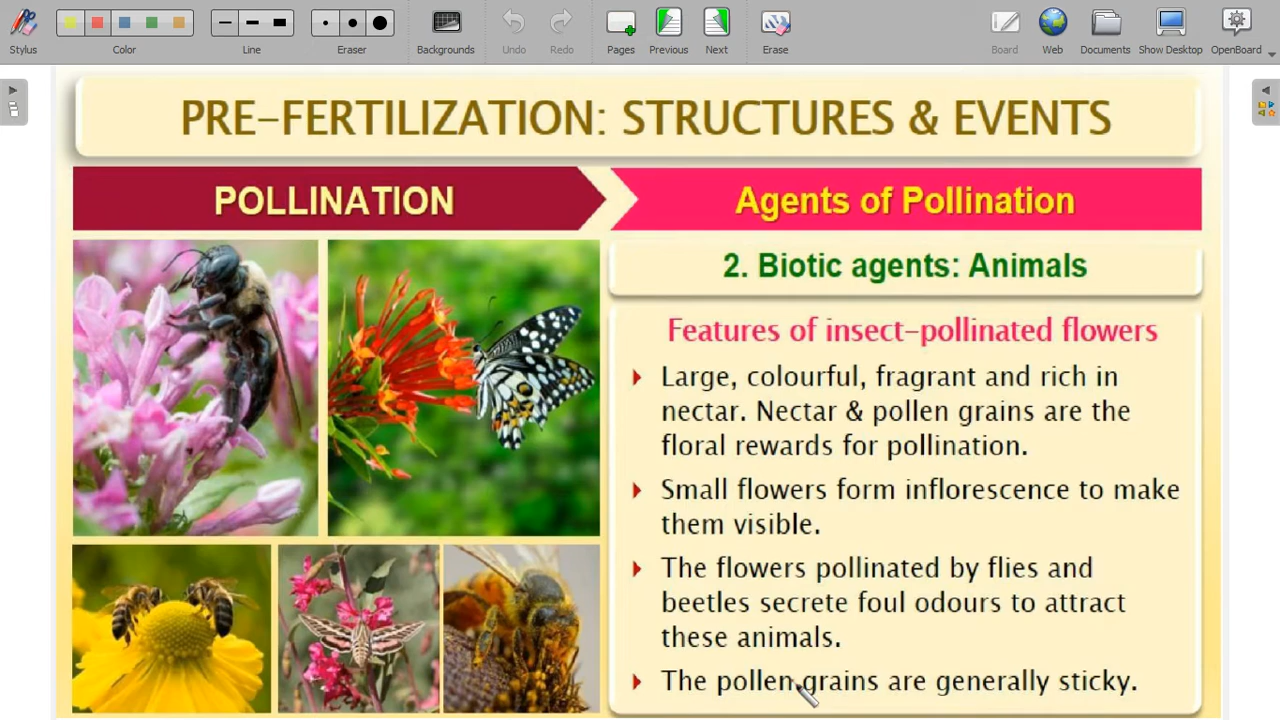 Stylus
Color
Line
Eraser
Backgrounds
Undo
Redo
Pages
Previous
Next
Erase
Board
Web
Documents
Show Desktop
OpenBoard
PRE-FERTILIZATION: STRUCTURES & EVENTS
POLLINATION
Agents of Pollination
2. Biotic agents: Animals
Features of insect-pollinated flowers
Large, colourful, fragrant and rich in
nectar. Nectar & pollen grains are the
floral rewards for pollination.
Small flowers form inflorescence to make
them visible.
The flowers pollinated by flies and
beetles secrete foul odours to attract
these animals.
The pollen grains are generally sticky.